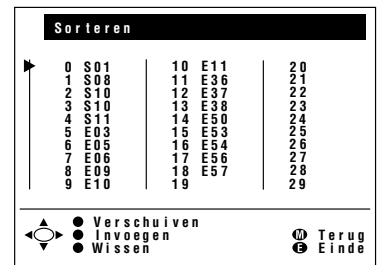 Sorteren
0 S01 10 E11 20
1 S08 11 E36 21
2 S10 12 E37 22
3 S10 13 E38 23
4 S11 14 E50 24
5 E03 15 E53 25
6 E05 16 E54 26
7 E06 17 E56 27
8 E09 18 E57 28
9 E10 19 29
Verschuiven
Invoegen
Wissen
M Terug
E Einde